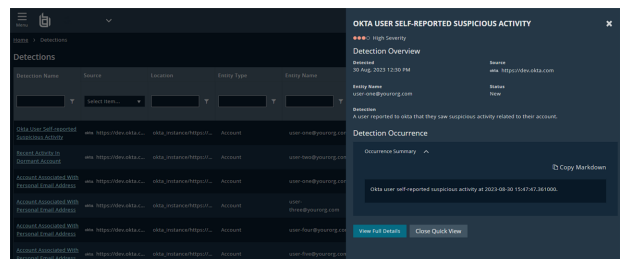 Menu
Home > Detections
Detections
Detection Name Source Location Entity Type Entity Name
Select Item...
Okta User Self-reported Suspicious Activity https://dev.okta.c... okta_instance/https://... Account user-one@yourorg.com
Recent Activity In Dormant Account https://dev.okta.c... okta_instance/https://... Account user-two@yourorg.com
Account Associated With Personal Email Address https://dev.okta.c... okta_instance/https://... Account user-one@yourorg.com
Account Associated With Personal Email Address https://dev.okta.c... okta_instance/https://... Account user-three@yourorg.com
Account Associated With Personal Email Address https://dev.okta.c... okta_instance/https://... Account user-four@yourorg.com
Account Associated With Personal Email Address https://dev.okta.c... okta_instance/https://... Account user-five@yourorg.com
OKTA USER SELF-REPORTED SUSPICIOUS ACTIVITY
High Severity
Detection Overview
Detected Source
30 Aug, 2023 12:30 PM okta https://dev.okta.com
Entity Name Status
user-one@yourorg.com New
Detection
A user reported to okta that they saw suspicious activity related to their account.
Detection Occurrence
Occurrence Summary
Copy Markdown
Okta user self-reported suspicious activity at 2023-08-30 15:47:47.361000.
View Full Details Close Quick View